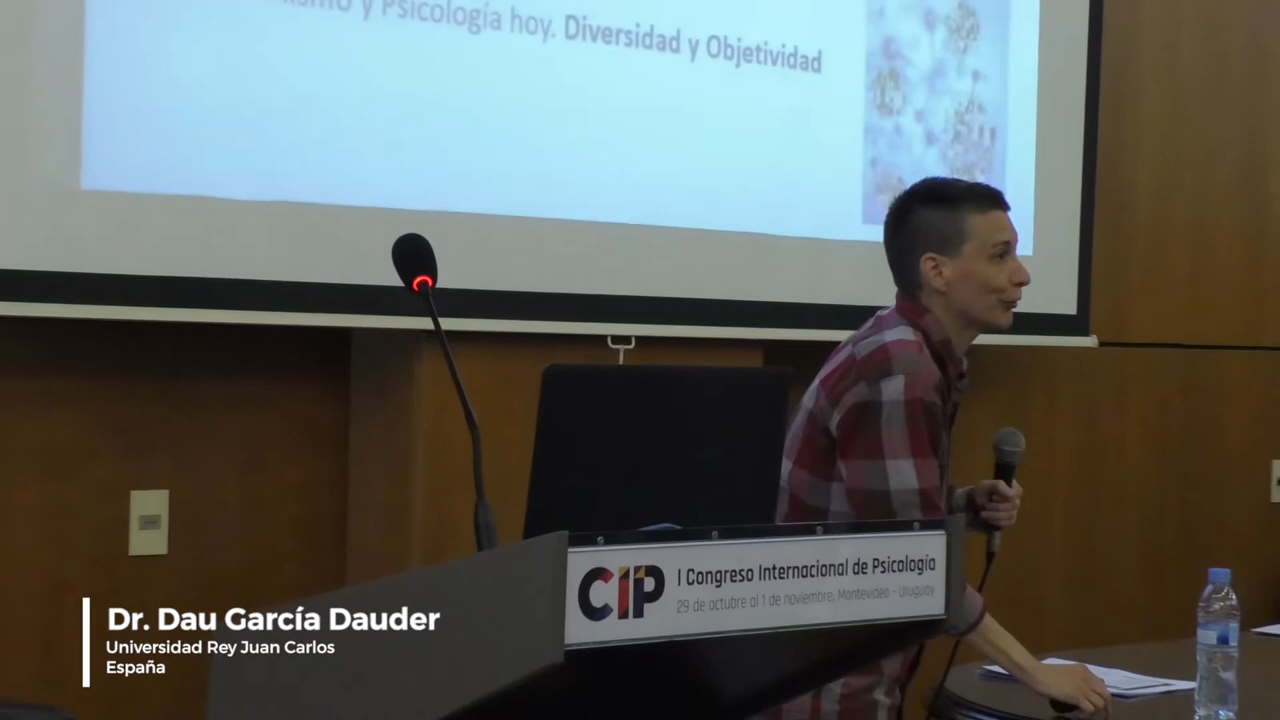 y Psicología hoy. Diversidad y Objetividad
CIP
I Congreso Internacional de Psicología
29 de octubre al 1 de noviembre, Montevideo - Uruguay
Dr. Dau García Dauder
Universidad Rey Juan Carlos
España